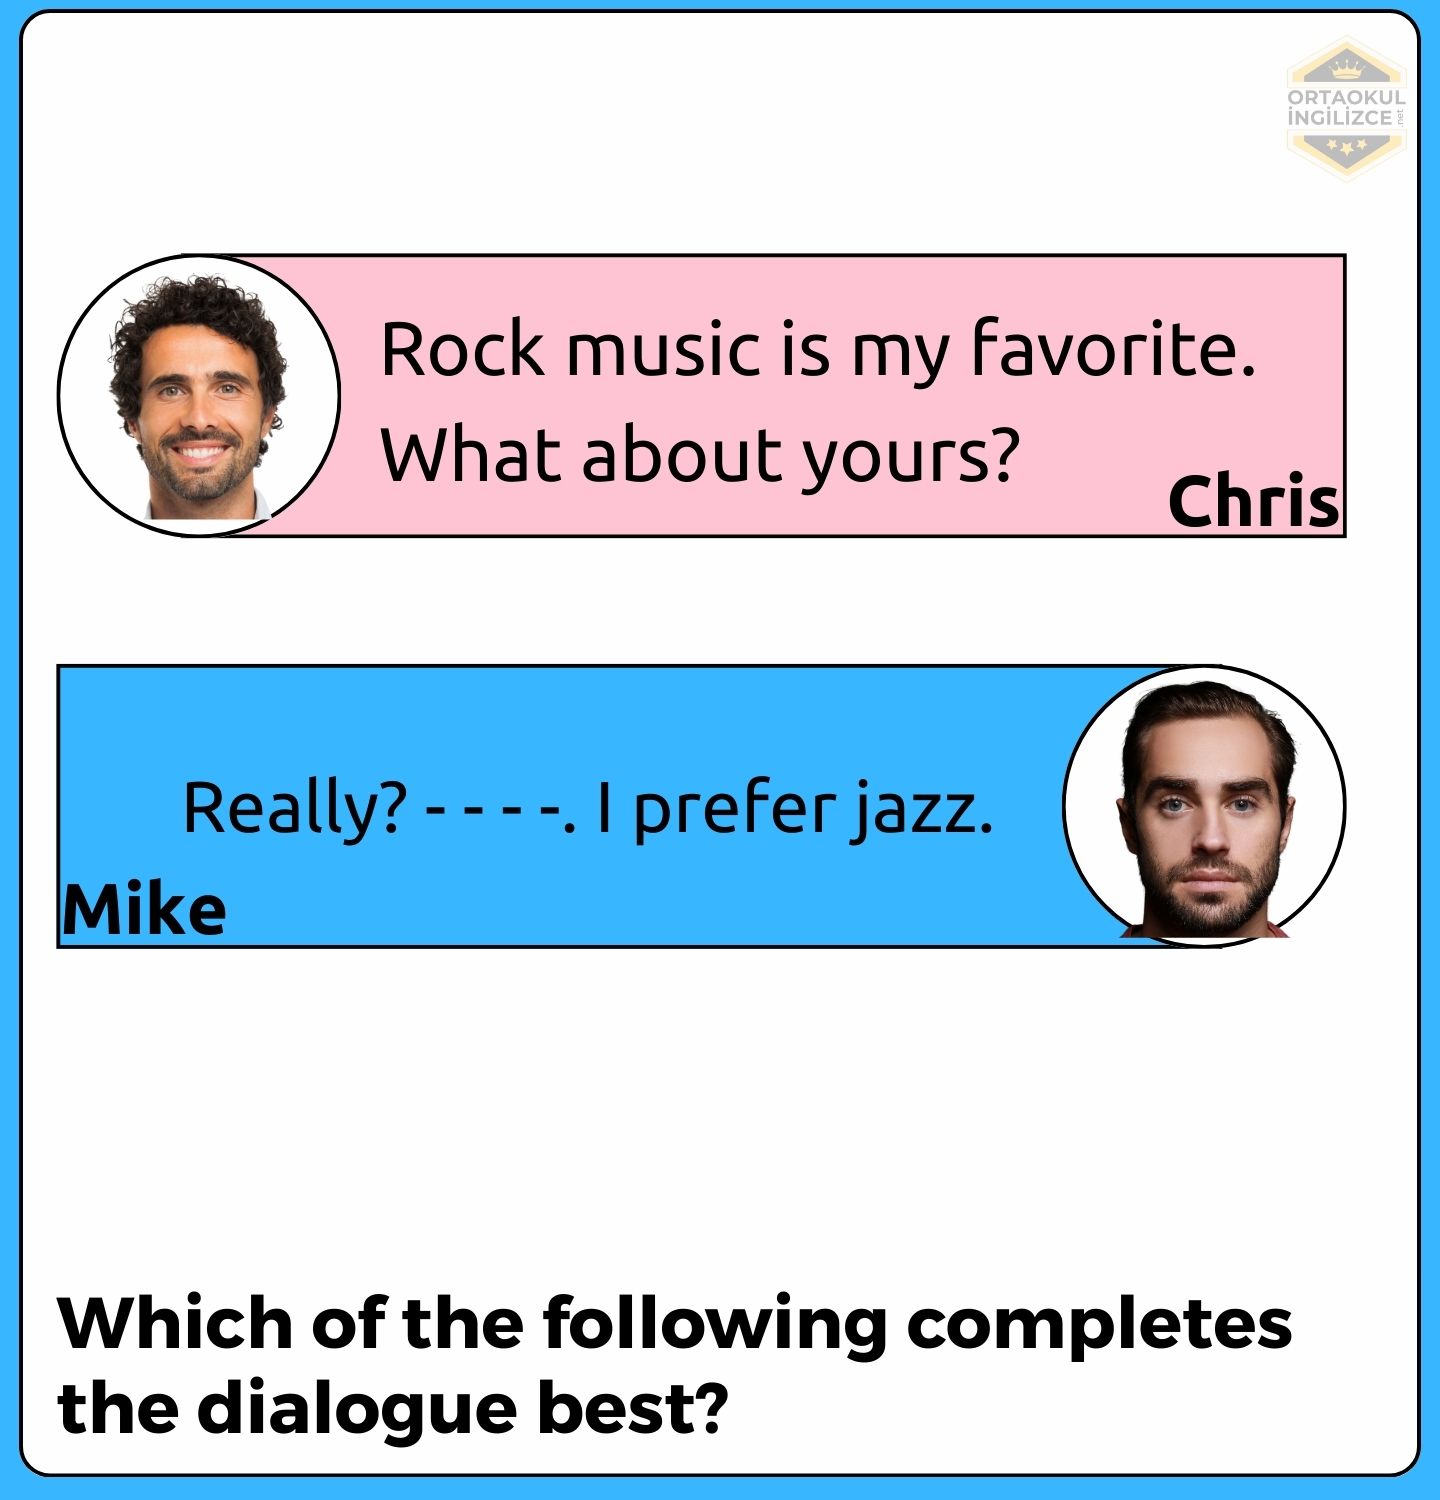 ORTAOKUL
İNGİLİZCE .net
Rock music is my favorite.
What about yours?
Chris
Really? - - - -. I prefer jazz.
Mike
Which of the following completes
the dialogue best?